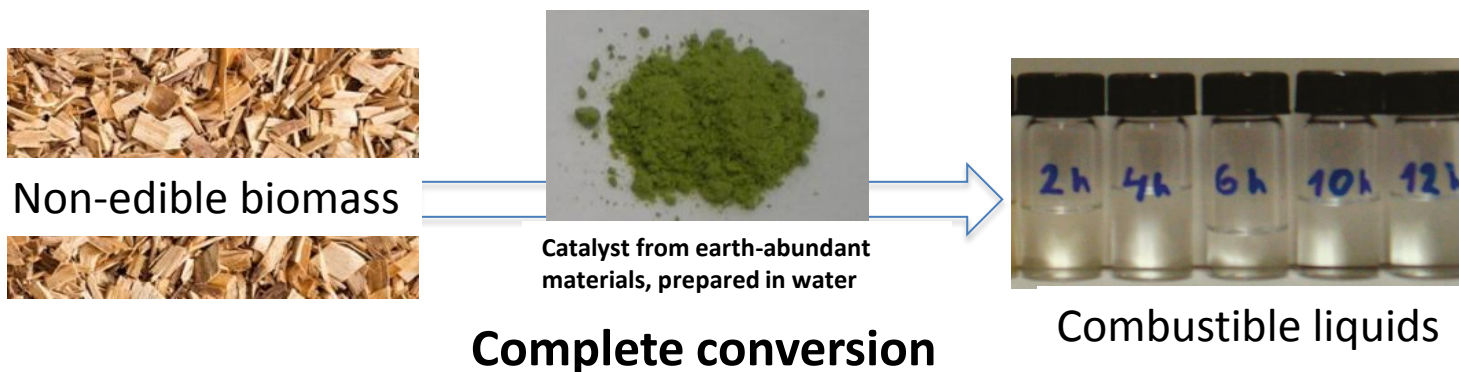 Non-edible biomass
Catalyst from earth-abundant
materials, prepared in water
2h
4h
6h
10h
12h
Combustible liquids
Complete conversion